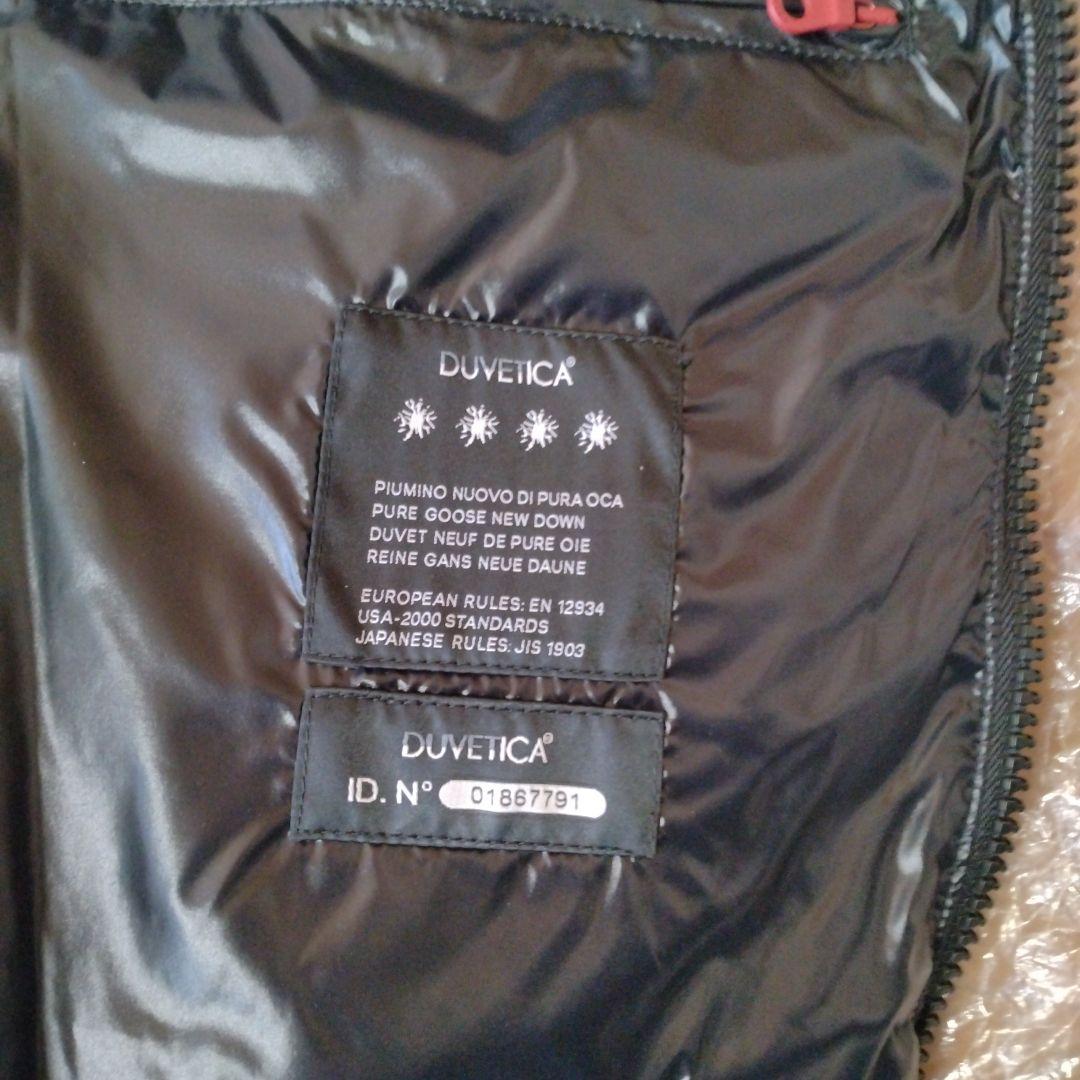 DUVETICA®
PIUMINO NUOVO DI PURA OCA
PURE GOOSE NEW DOWN
DUVET NEUF DE PURE OIE
REINE GANS NEUE DAUNE
EUROPEAN RULES: EN 12934
USA-2000 STANDARDS
JAPANESE RULES: JIS 1903
DUVETICA®
ID. N° 01867791